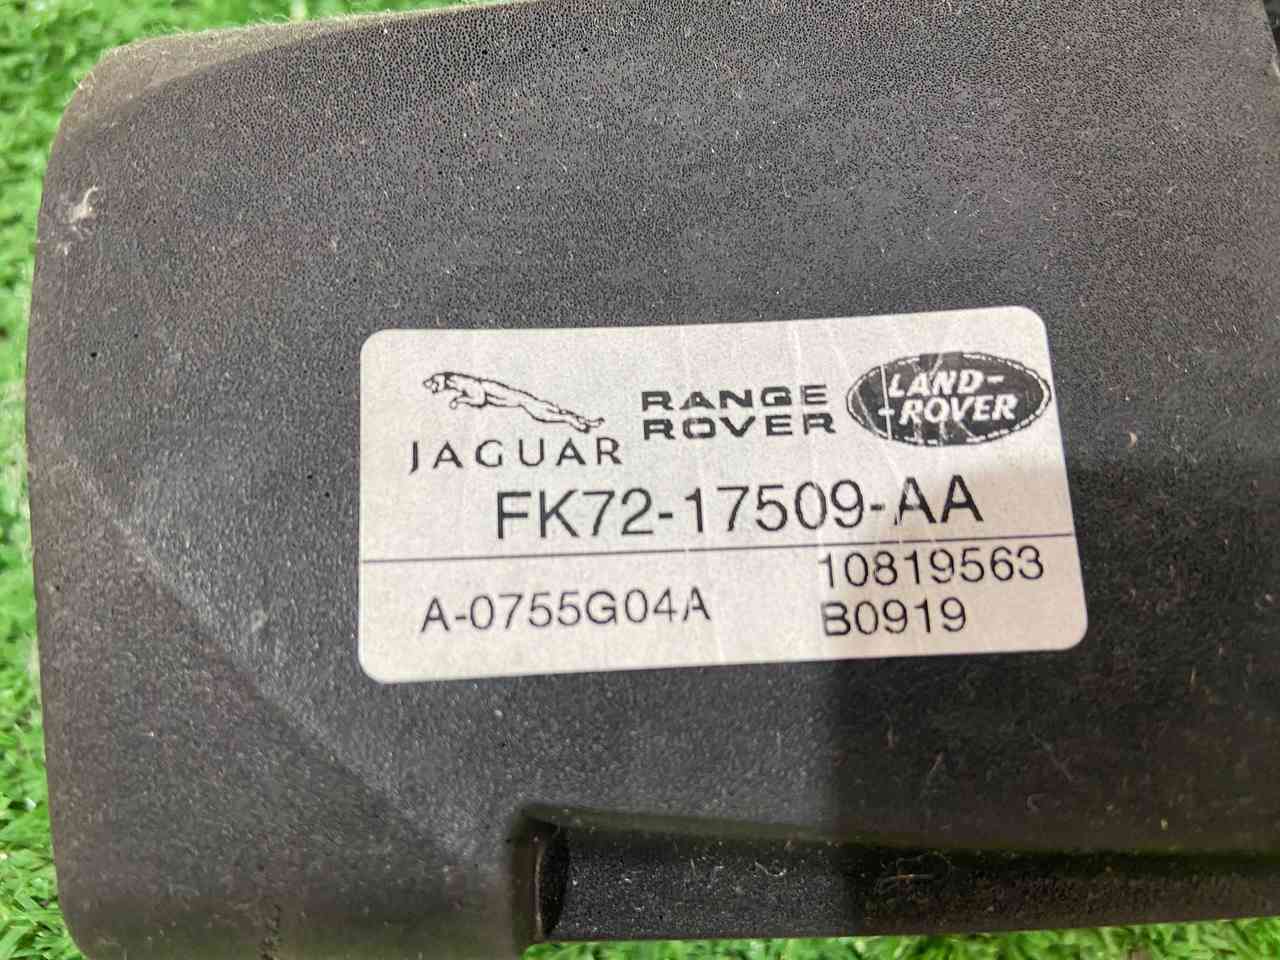 JAGUAR
RANGE
ROVER
LAND-
-ROVER
FK72-17509-AA
A-0755G04A
10819563
B0919